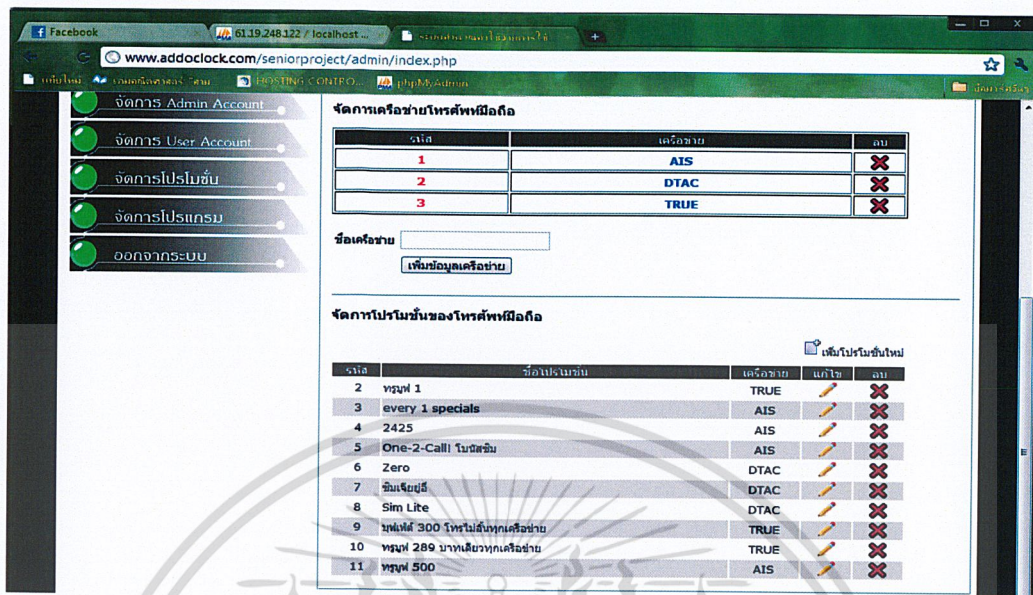 Facebook
61.19.248.122 / localhost ...
www.addoclock.com/seniorproject/admin/index.php
HOSTING CONTRO...
phpMyAdmin
จัดการ Admin Account
จัดการ User Account
จัดการโปรโมชั่น
จัดการโปรแกรม
ออกจากระบบ
จัดการเครือข่ายโทรศัพท์มือถือ
รหัส เครือข่าย ลบ
1 AIS
2 DTAC
3 TRUE
ชื่อเครือข่าย
เพิ่มข้อมูลเครือข่าย
จัดการโปรโมชั่นของโทรศัพท์มือถือ
เพิ่มโปรโมชั่นใหม่
รหัส ชื่อโปรโมชั่น เครือข่าย แก้ไข ลบ
2 ทรูมูฟ 1 TRUE
3 every 1 specials AIS
4 2425 AIS
5 One-2-Call! โบนัสซิม AIS
6 Zero DTAC
7 ซิมเจียยู่อี่ DTAC
8 Sim Lite DTAC
9 บุฟเฟ่ต์ 300 โทรไม่อั้นทุกเครือข่าย TRUE
10 ทรูมูฟ 289 บาทเดียวทุกเครือข่าย TRUE
11 ทรูมูฟ 500 AIS